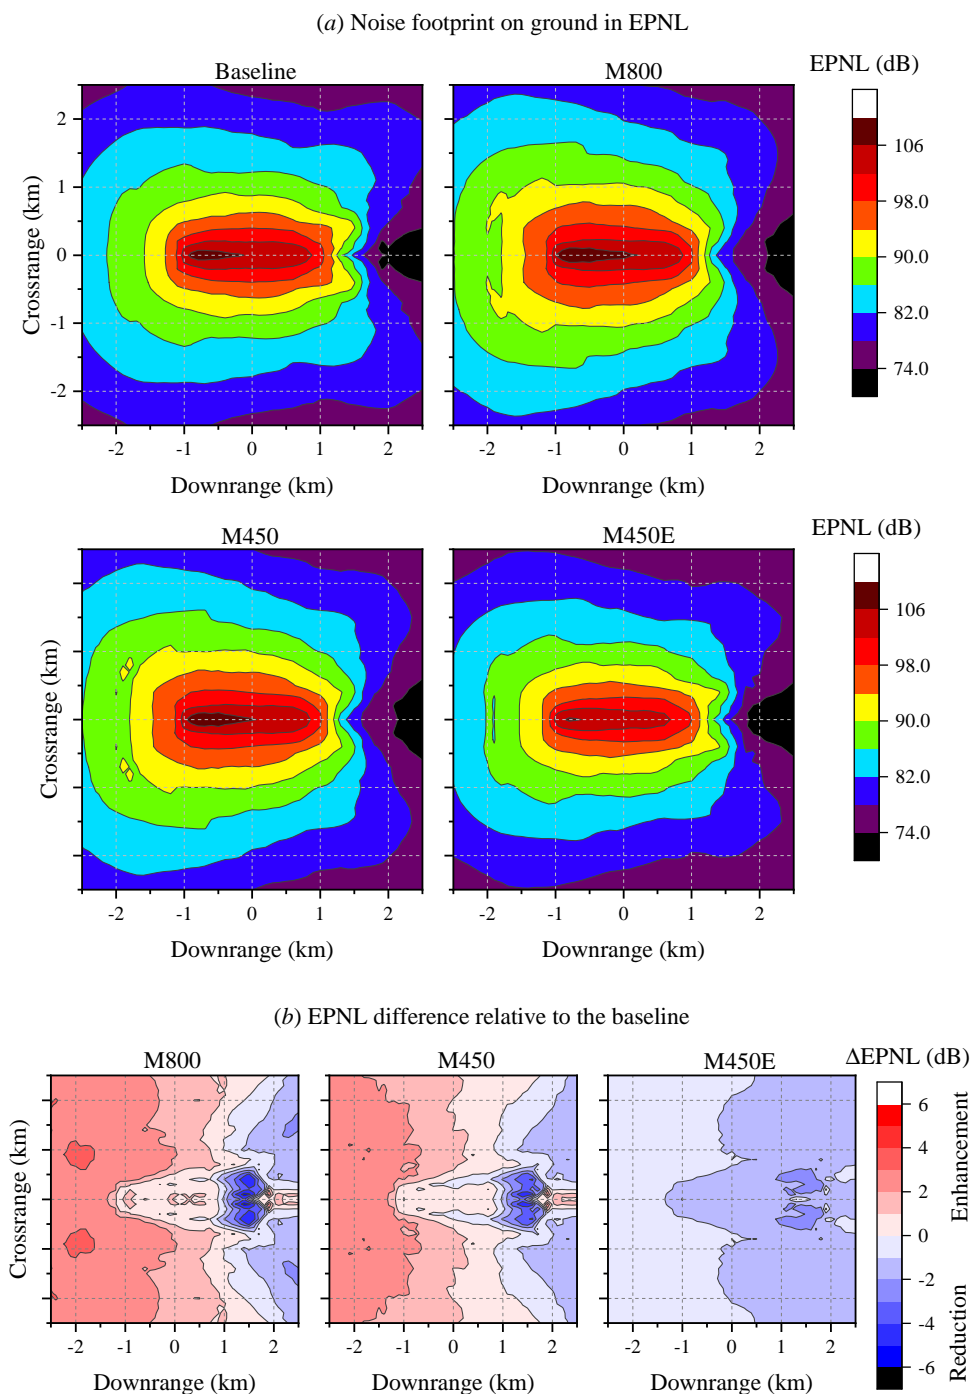 (a) Noise footprint on ground in EPNL
Baseline
M800
EPNL (dB)
Crossrange (km)
2
1
0
-1
-2
-2 -1 0 1 2
Downrange (km)
-2 -1 0 1 2
Downrange (km)
106
98.0
90.0
82.0
74.0
M450
M450E
EPNL (dB)
Crossrange (km)
Crossrange (km)
-2 -1 0 1 2
Downrange (km)
-2 -1 0 1 2
Downrange (km)
106
98.0
90.0
82.0
74.0
(b) EPNL difference relative to the baseline
M800
M450
M450E
ΔEPNL (dB)
Crossrange (km)
-2 -1 0 1 2
Downrange (km)
-2 -1 0 1 2
Downrange (km)
-2 -1 0 1 2
Downrange (km)
6
4
2
0
-2
-4
-6
Enhancement
Reduction